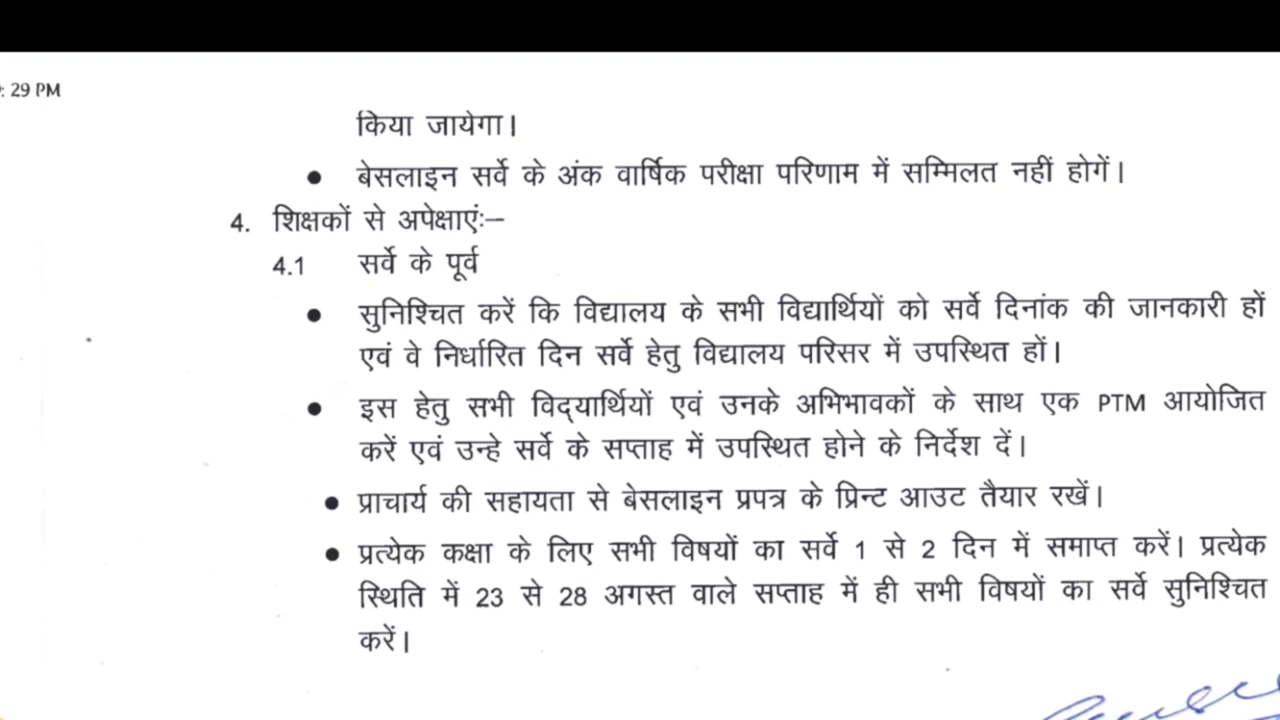 : 29 PM
किया जायेगा।
● बेसलाइन सर्वे के अंक वार्षिक परीक्षा परिणाम में सम्मिलत नहीं होगें।
4. शिक्षकों से अपेक्षाएंः–
4.1 सर्वे के पूर्व
● सुनिश्चित करें कि विद्यालय के सभी विद्यार्थियों को सर्वे दिनांक की जानकारी हों
एवं वे निर्धारित दिन सर्वे हेतु विद्यालय परिसर में उपस्थित हों।
● इस हेतु सभी विद्‌यार्थियों एवं उनके अभिभावकों के साथ एक PTM आयोजित
करें एवं उन्हे सर्वे के सप्ताह में उपस्थित होने के निर्देश दें।
● प्राचार्य की सहायता से बेसलाइन प्रपत्र के प्रिन्ट आउट तैयार रखें।
● प्रत्येक कक्षा के लिए सभी विषयों का सर्वे 1 से 2 दिन में समाप्त करें। प्रत्येक
स्थिति में 23 से 28 अगस्त वाले सप्ताह में ही सभी विषयों का सर्वे सुनिश्चित
करें।